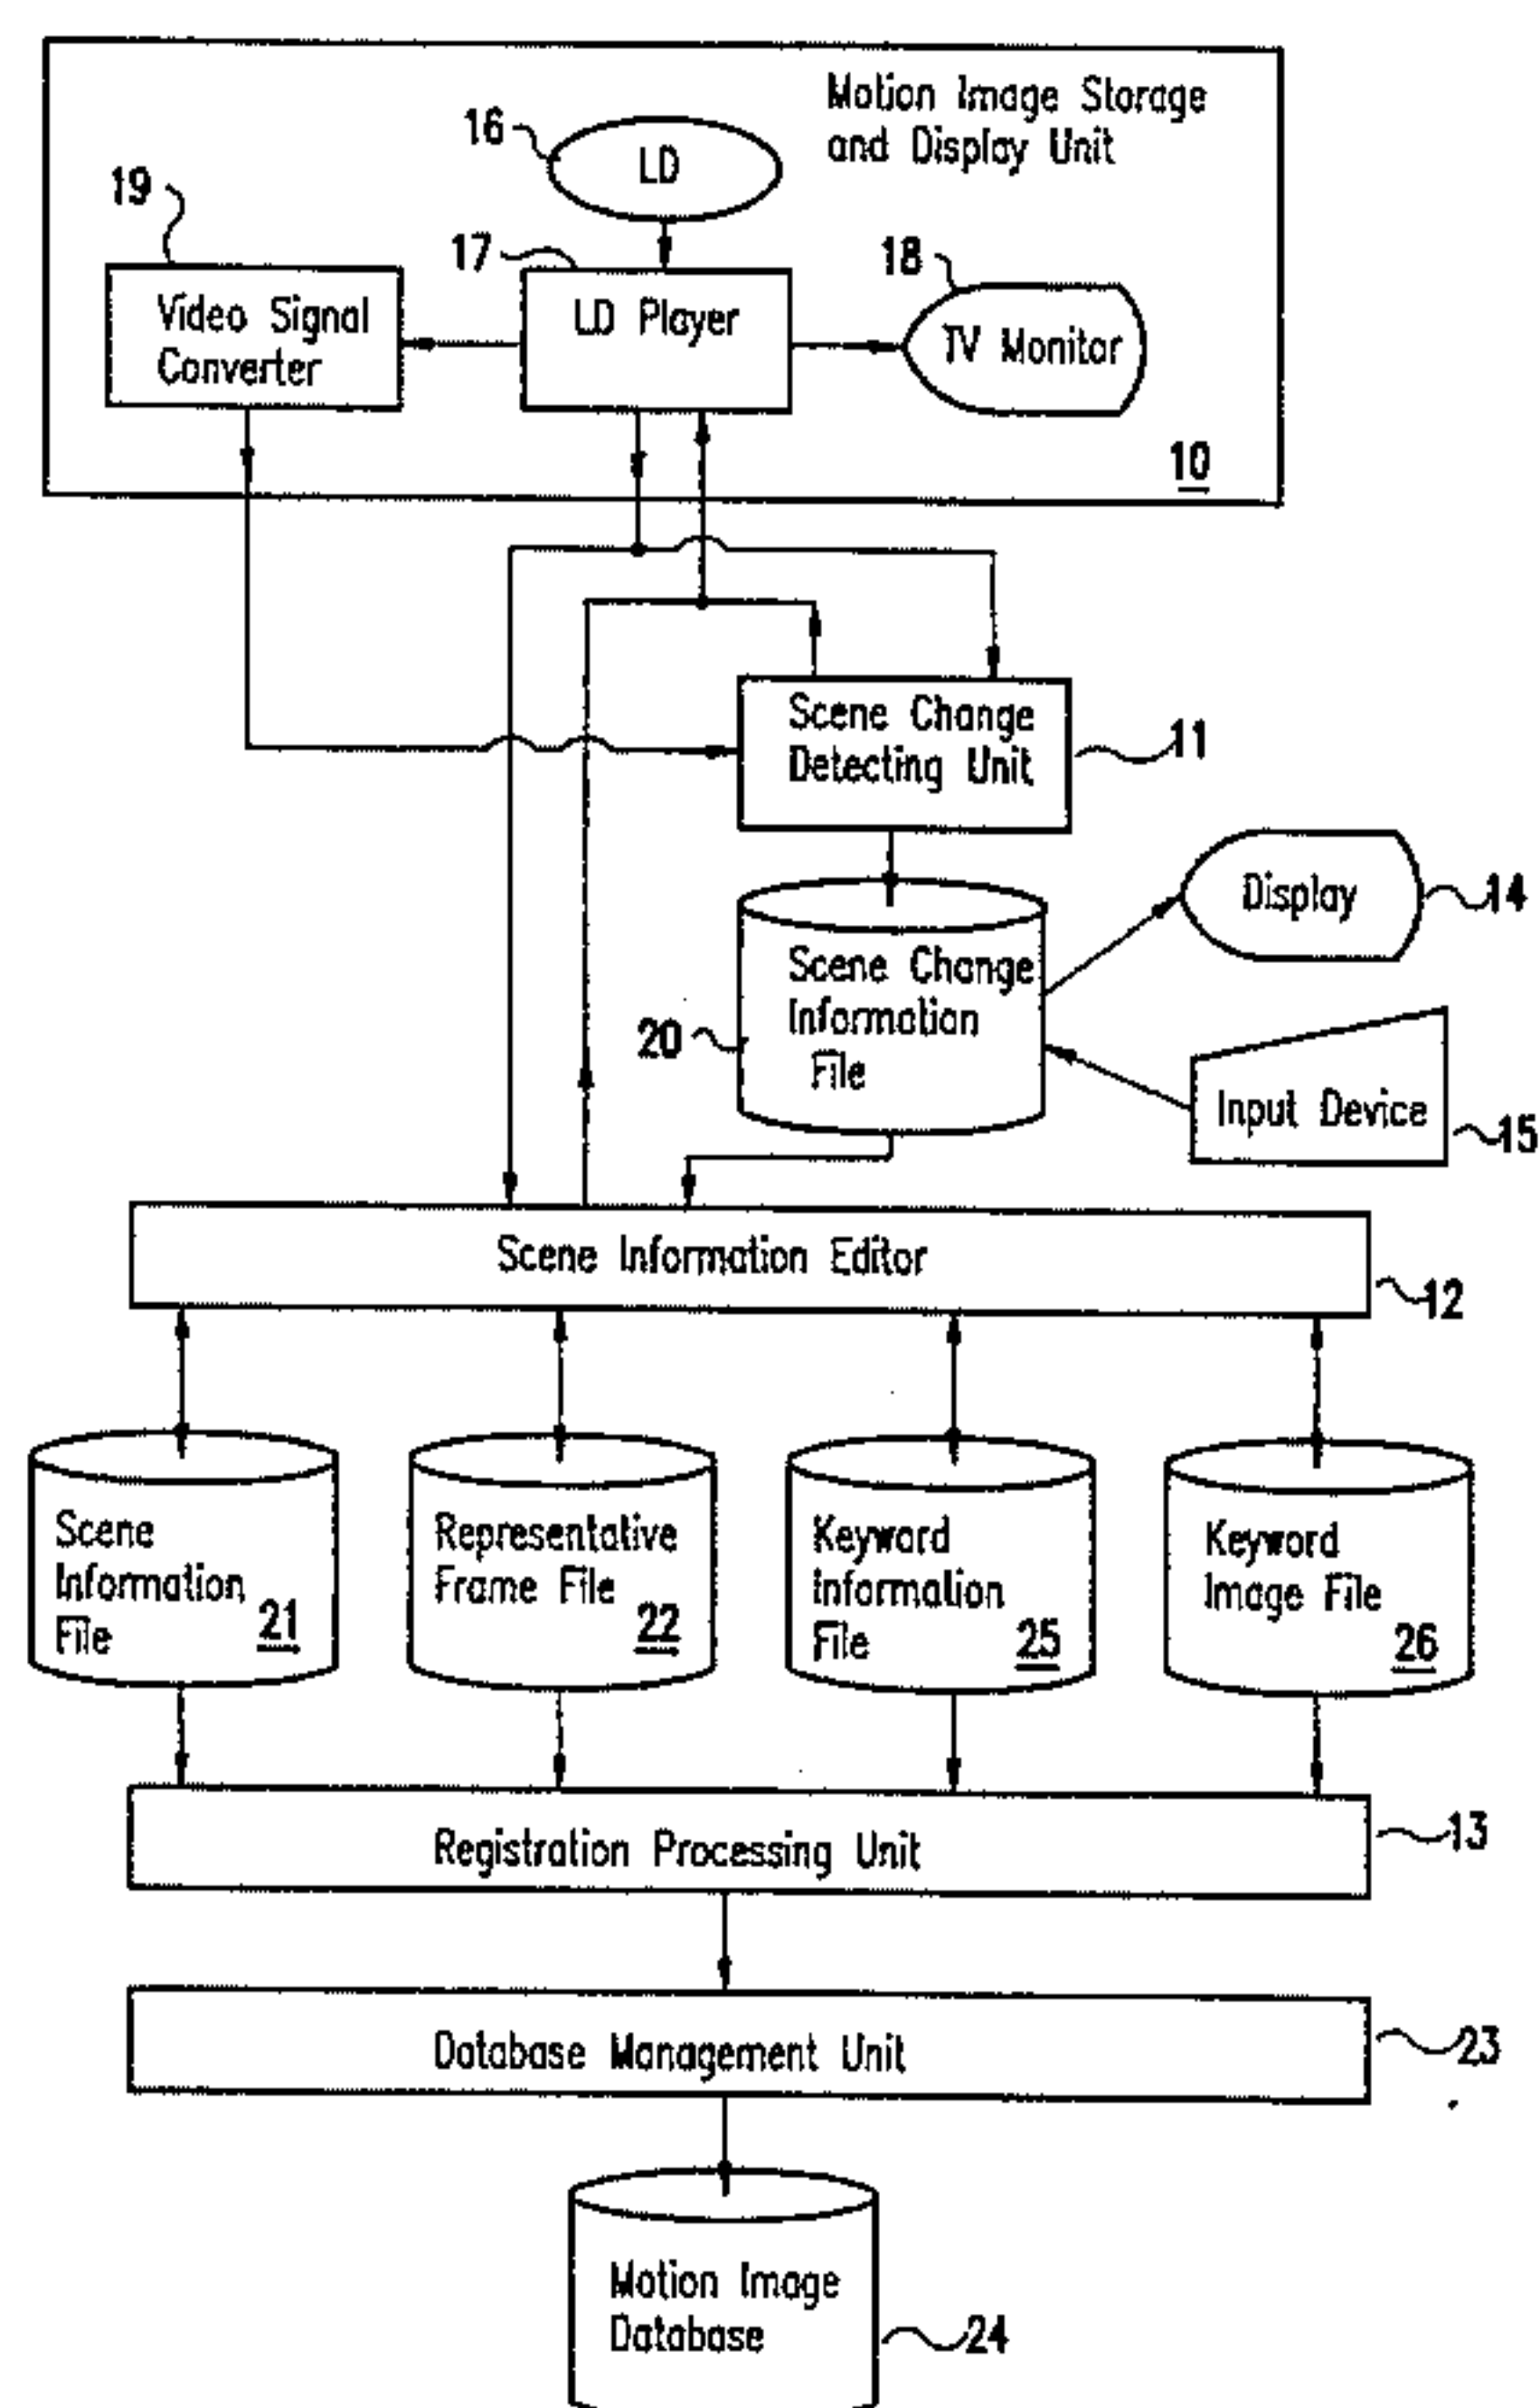 Motion Image Storage
and Display Unit
16
LD
19
17
18
Video Signal
Converter
LD Player
TV Monitor
10
Scene Change
Detecting Unit
11
Display
14
Scene Change
Information
File
20
Input Device
15
Scene Information Editor
12
Scene
Information
File
21
Representative
Frame File
22
Keyword
Information
File
25
Keyword
Image File
26
Registration Processing Unit
13
Database Management Unit
23
Motion Image
Database
24